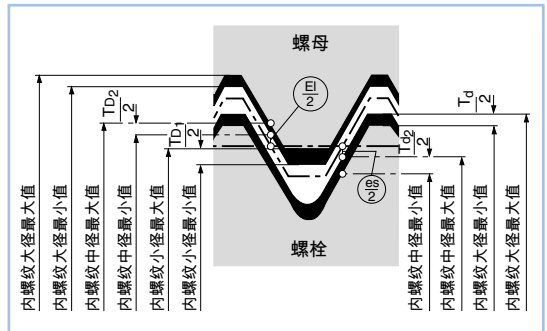 螺母
EI
2
TD2
2
TD1
2
Td
2
Td2
2
es
2
螺栓
内螺纹大径最大值
内螺纹大径最小值
内螺纹中径最大值
内螺纹中径最小值
内螺纹小径最大值
内螺纹小径最小值
内螺纹中径最小值
内螺纹中径最大值
内螺纹大径最小值
内螺纹大径最大值